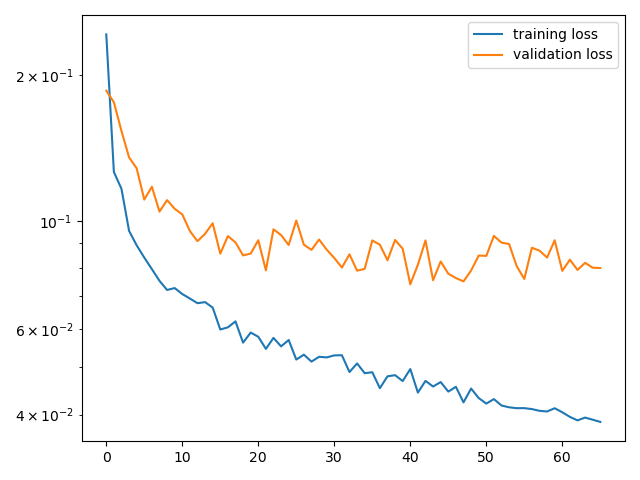 training loss
validation loss
2 × 10⁻¹
10⁻¹
6 × 10⁻²
4 × 10⁻²
0 10 20 30 40 50 60